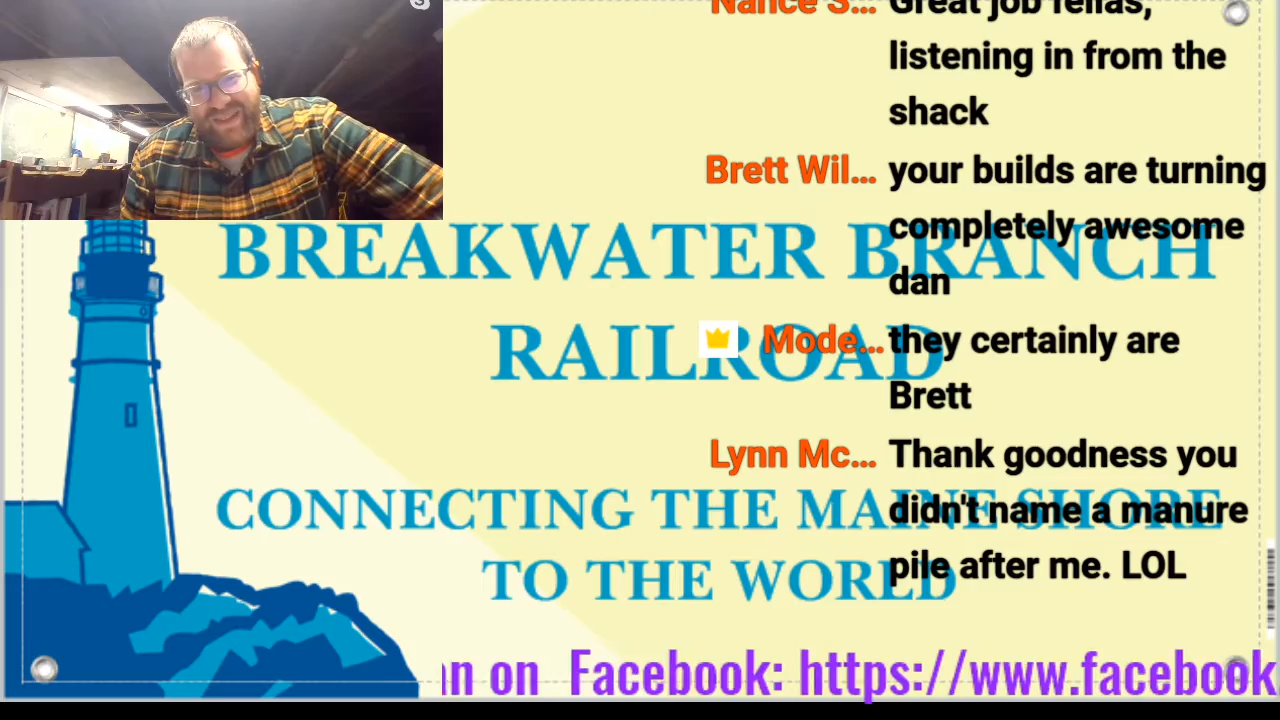 Nance S… Great job fellas,
listening in from the
shack
Brett Wil… your builds are turning
completely awesome
dan
BREAKWATER BRANCH
RAILROAD
Mode… they certainly are
Brett
Lynn Mc… Thank goodness you
didn't name a manure
pile after me. LOL
CONNECTING THE MAINE SHORE
TO THE WORLD
n on Facebook: https://www.facebook